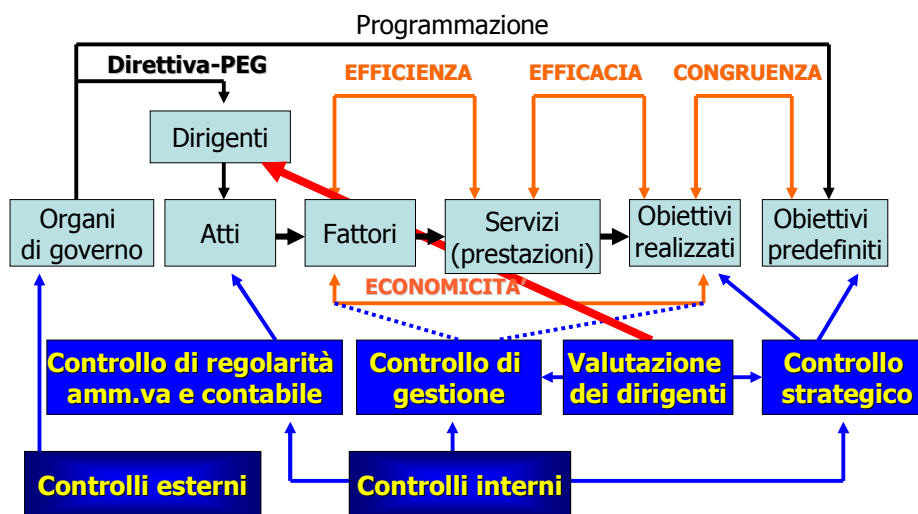 Programmazione
Direttiva-PEG
EFFICIENZA
EFFICACIA
CONGRUENZA
Dirigenti
Organi
di governo
Atti
Fattori
Servizi
(prestazioni)
Obiettivi
realizzati
Obiettivi
predefiniti
ECONOMICITA'
Controllo di regolarità
amm.va e contabile
Controllo di
gestione
Valutazione
dei dirigenti
Controllo
strategico
Controlli esterni
Controlli interni